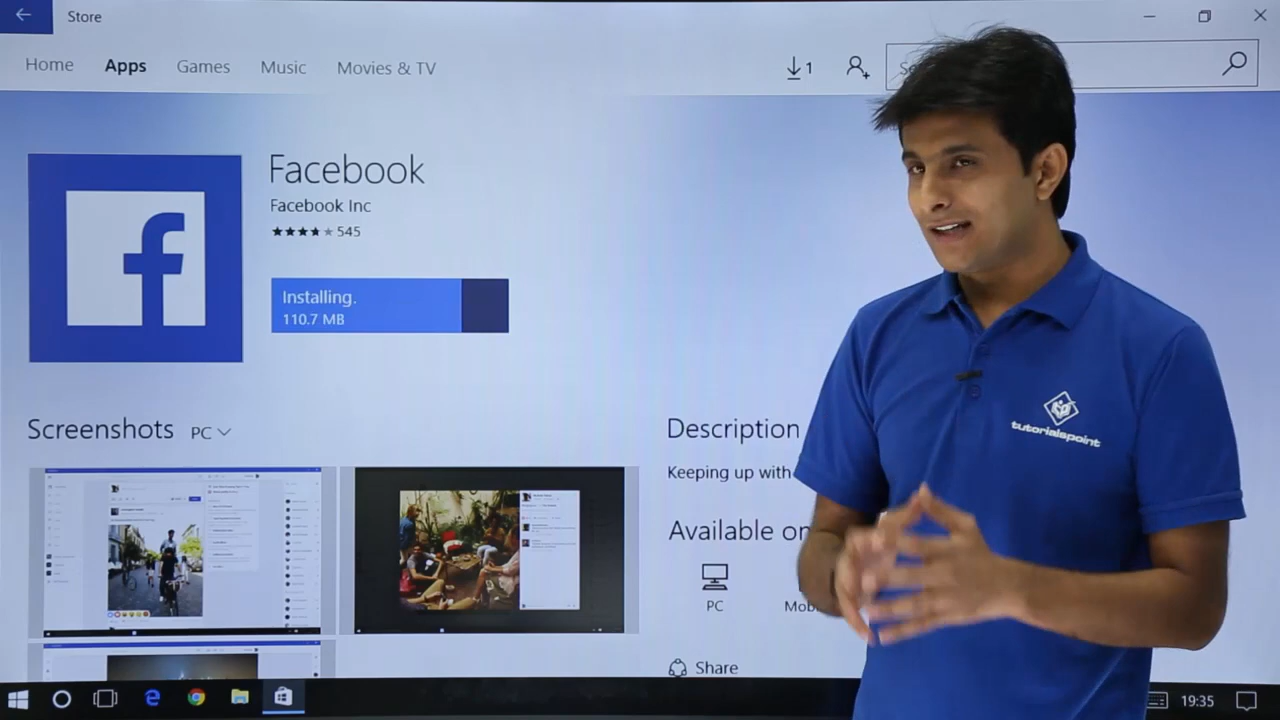 Store
Home Apps Games Music Movies & TV
1
Facebook
Facebook Inc
545
Installing.
110.7 MB
Screenshots PC
Description
Keeping up with
Available on
PC
Share
tutorialspoint
19:35